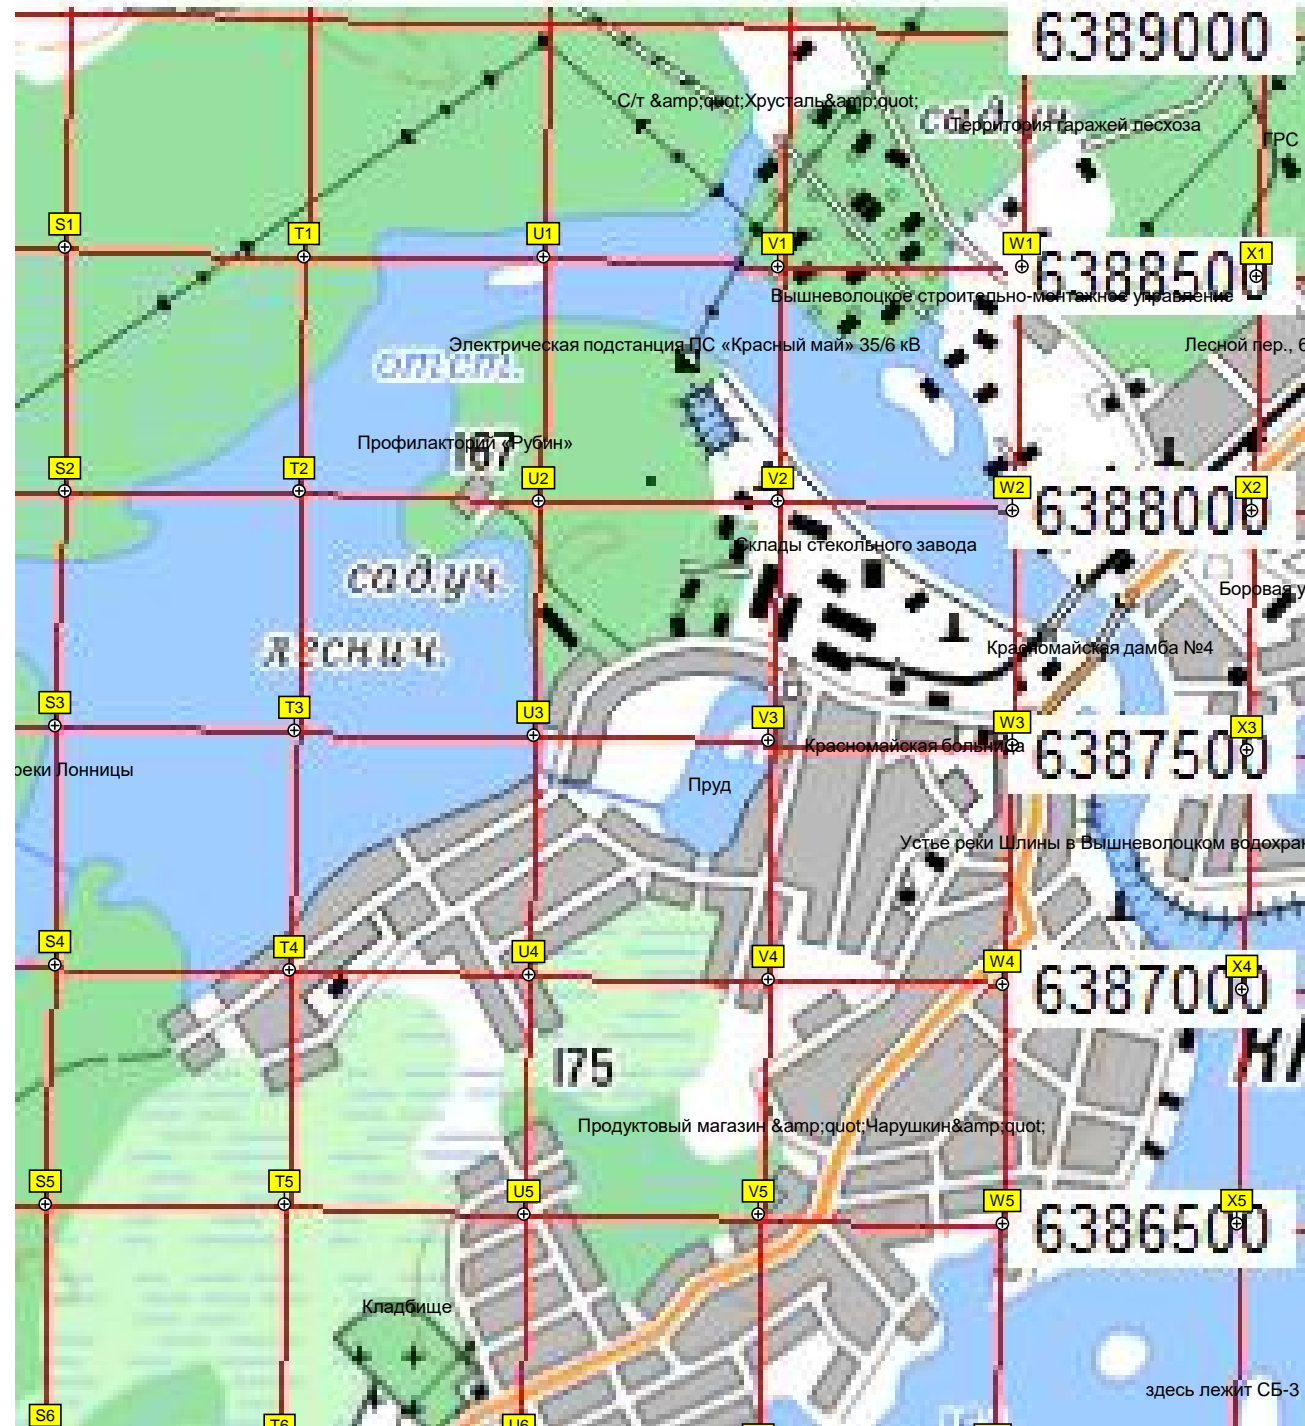 6389000
С/т &amp;quot;Хрусталь&amp;quot;
сад.уч.
Территория гаражей лесхоза
ГРС
S1
T1
U1
V1
W1
X1
6388500
Вышневолоцкое строительно-монтажное управление
Электрическая подстанция ПС «Красный май» 35/6 кВ
Лесной пер., 6
отст.
Профилакторий «Рубин»
S2
T2
U2
V2
W2
X2
6388000
Склады стекольного завода
сад.уч.
Боровая у
леснич.
Красномайская дамба №4
S3
T3
U3
V3
W3
X3
Красномайская больница
6387500
реки Лонницы
Пруд
Устье реки Шлины в Вышневолоцком водохран
S4
T4
U4
V4
W4
X4
6387000
175
Продуктовый магазин &amp;quot;Чарушкин&amp;quot;
S5
T5
U5
V5
W5
X5
6386500
Кладбище
здесь лежит СБ-3
S6
T6
U6